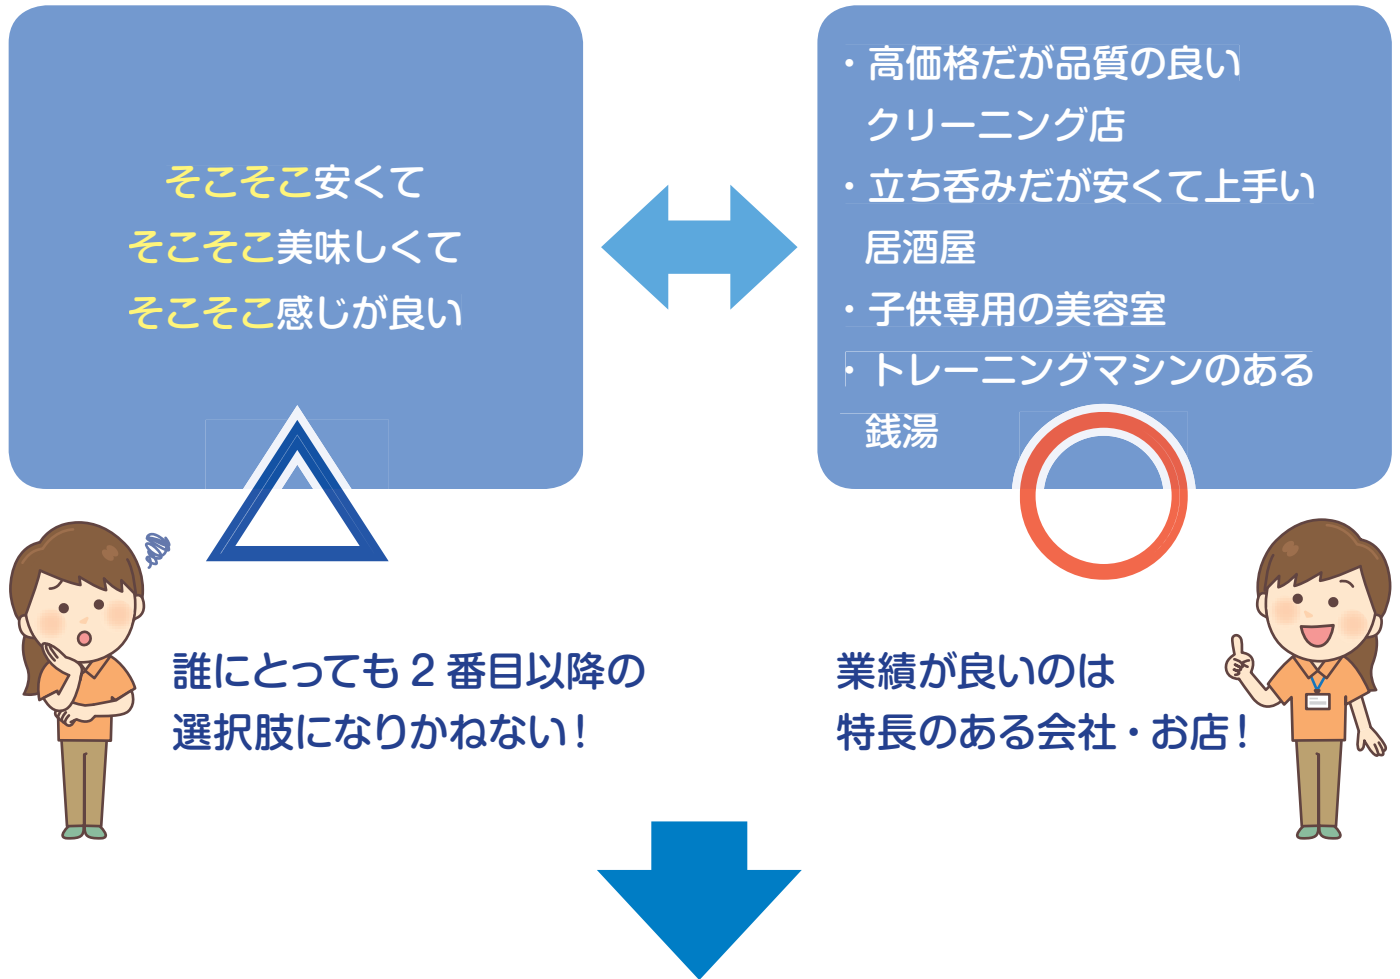 そこそこ安くて
そこそこ美味しくて
そこそこ感じが良い
・高価格だが品質の良い
クリーニング店
・立ち呑みだが安くて上手い
居酒屋
・子供専用の美容室
・トレーニングマシンのある
銭湯
誰にとっても2番目以降の
選択肢になりかねない!
業績が良いのは
特長のある会社・お店!